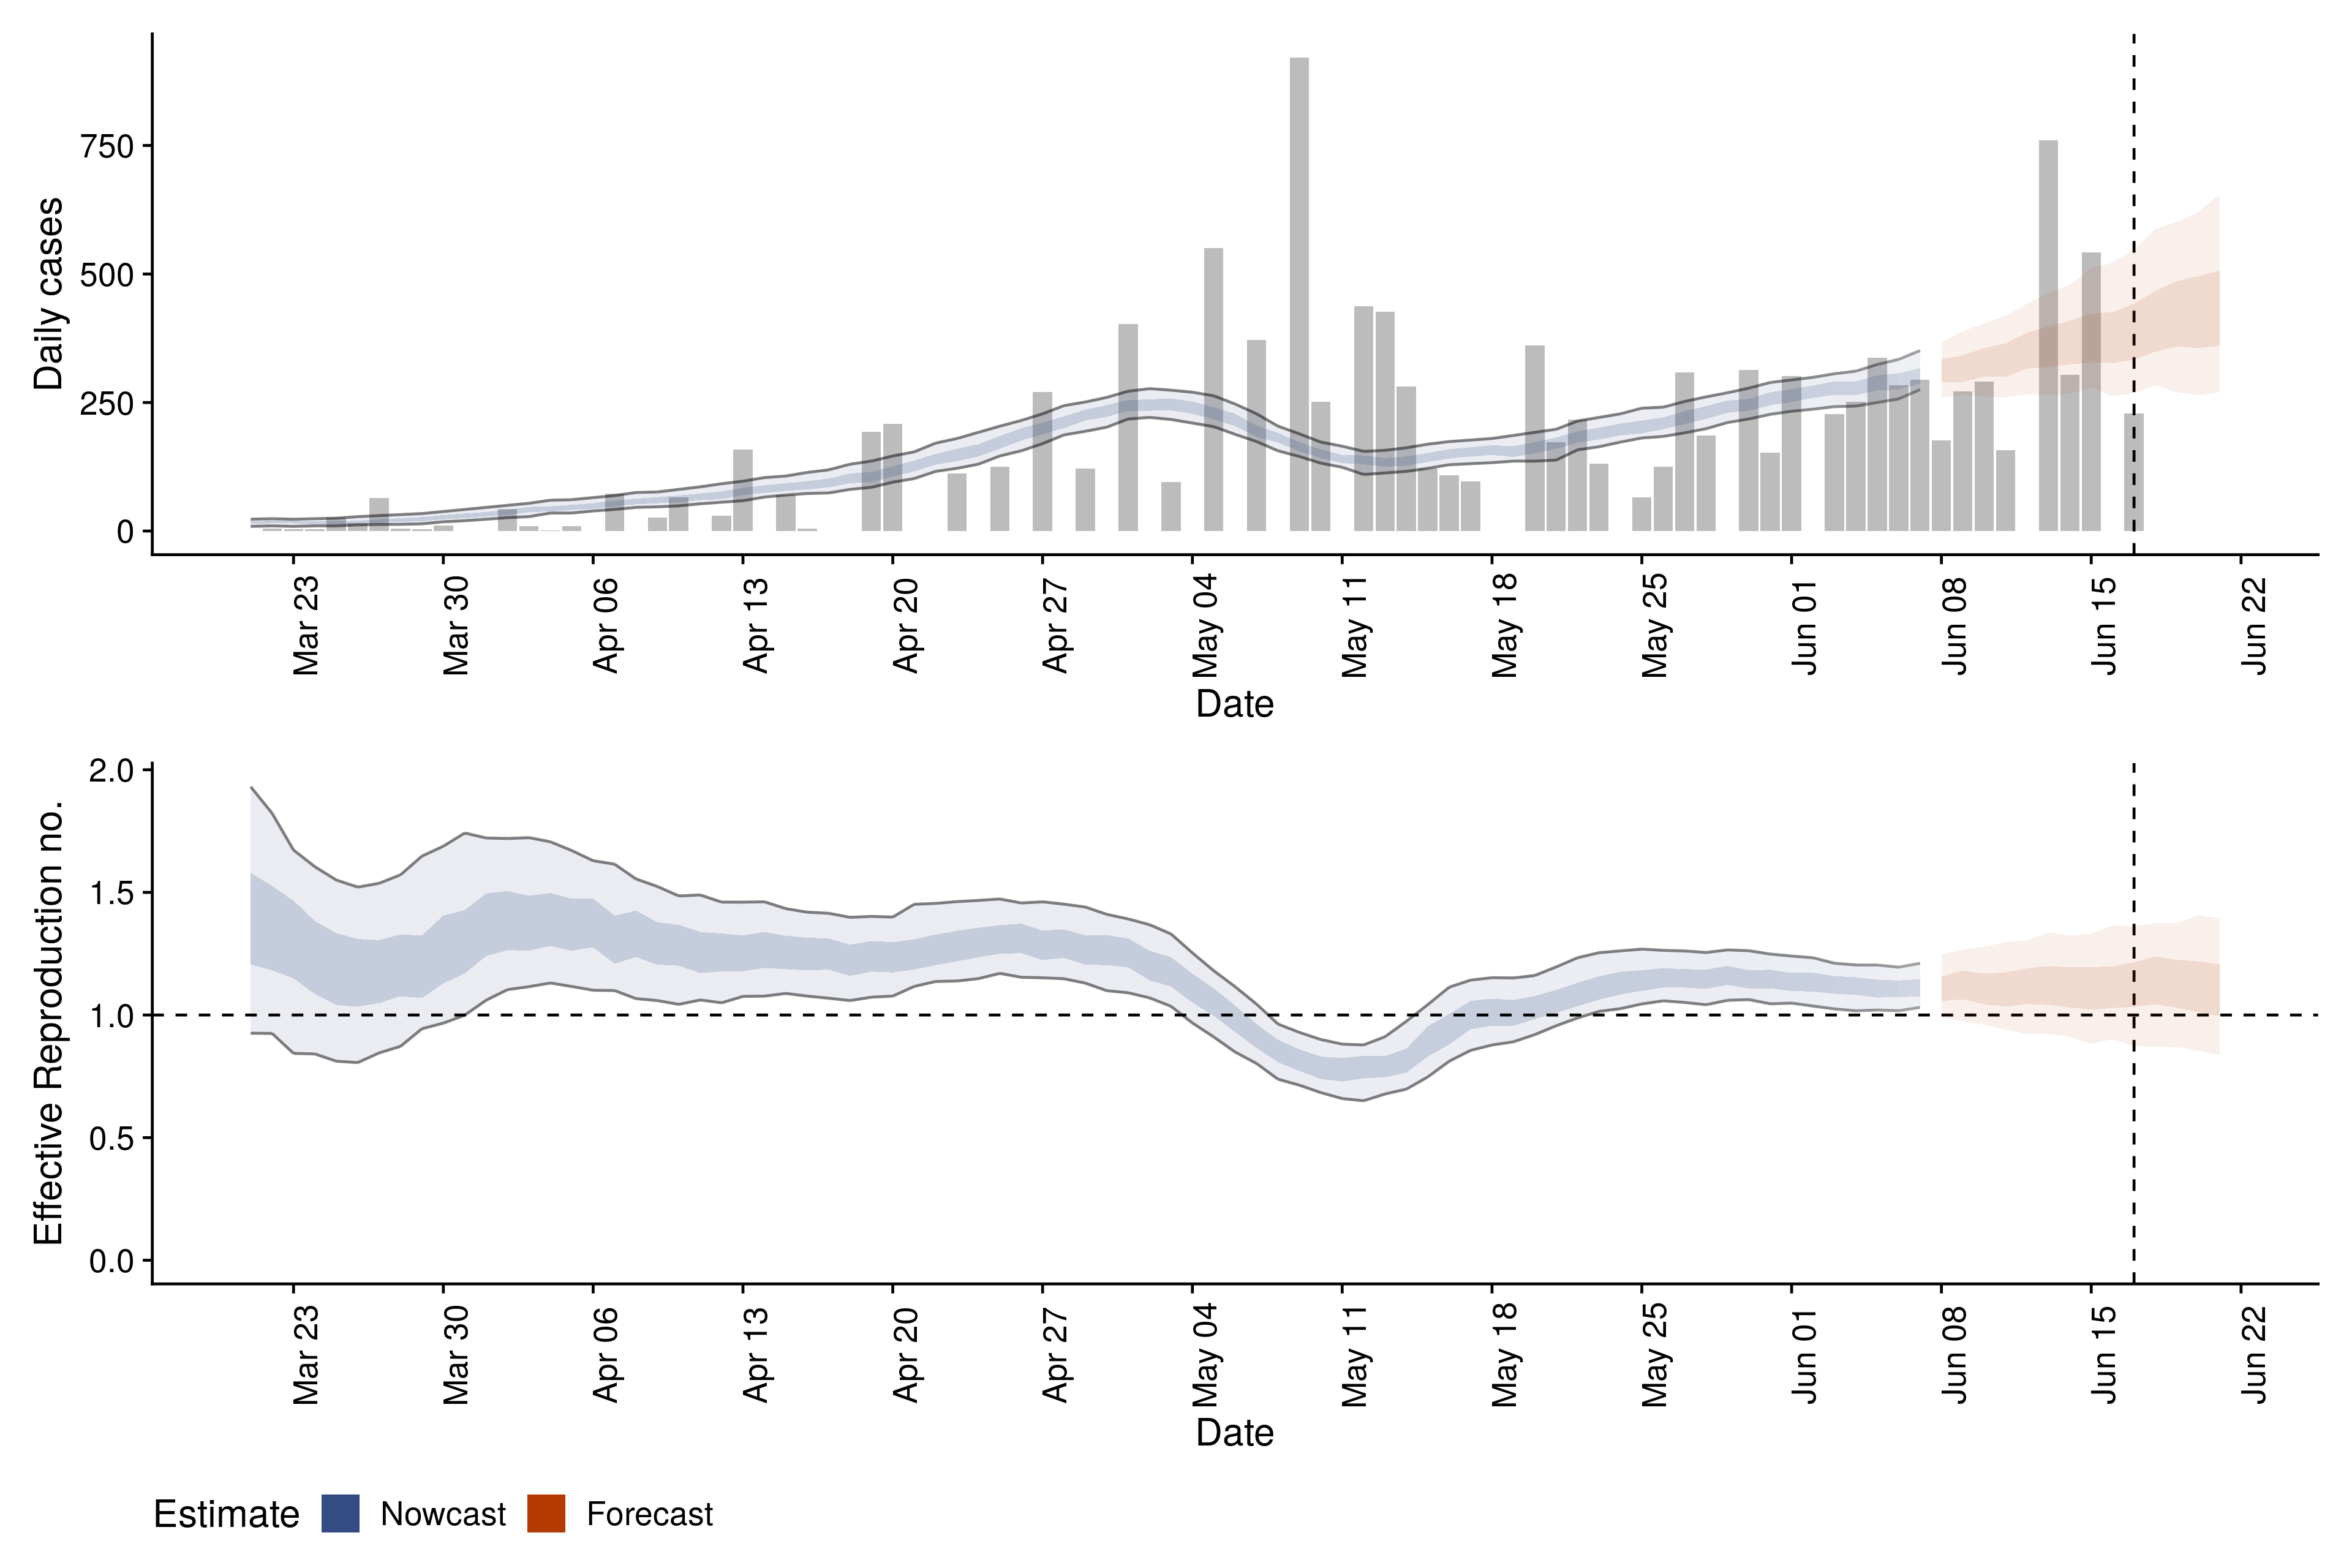 Daily cases
750
500
250
0
Mar 23
Mar 30
Apr 06
Apr 13
Apr 20
Apr 27
May 04
May 11
May 18
May 25
Jun 01
Jun 08
Jun 15
Jun 22
Date
Effective Reproduction no.
2.0
1.5
1.0
0.5
0.0
Mar 23
Mar 30
Apr 06
Apr 13
Apr 20
Apr 27
May 04
May 11
May 18
May 25
Jun 01
Jun 08
Jun 15
Jun 22
Date
Estimate Nowcast Forecast